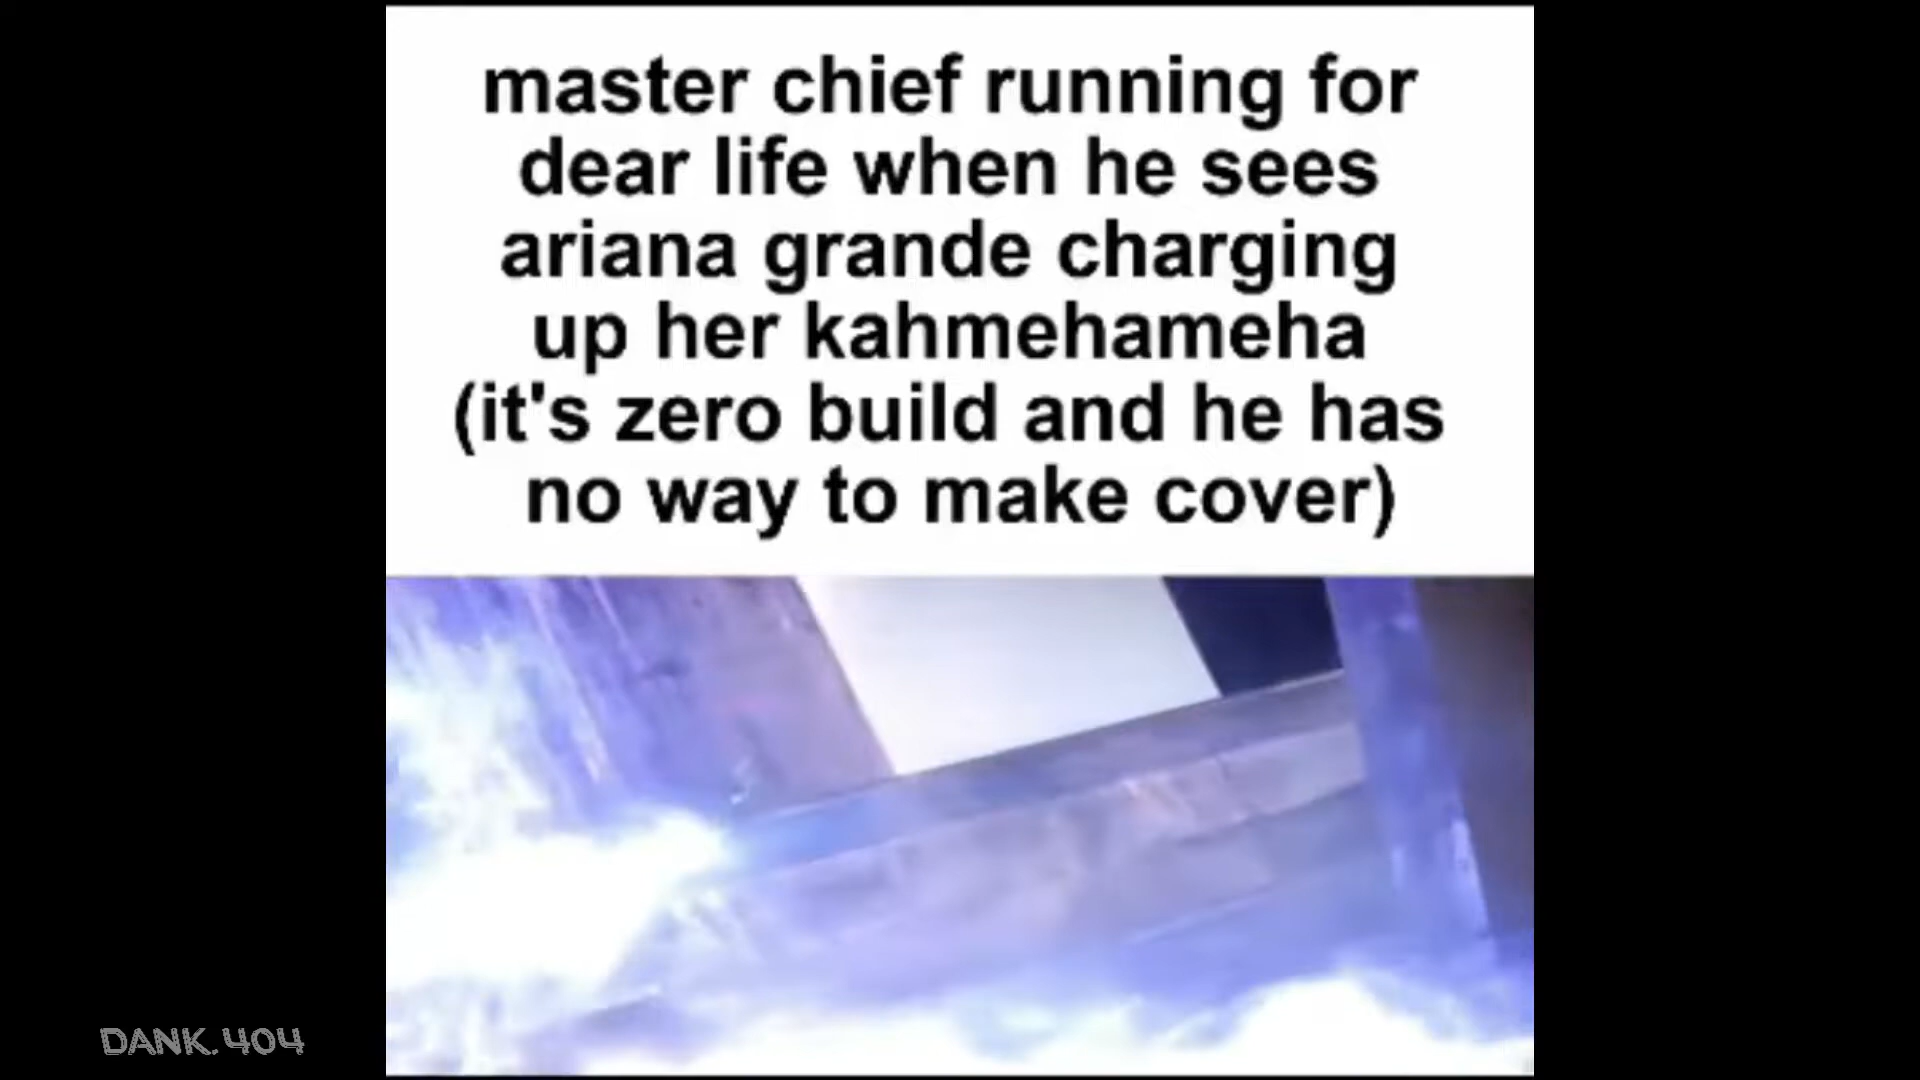 master chief running for
dear life when he sees
ariana grande charging
up her kahmehameha
(it's zero build and he has
no way to make cover)
DANK.404